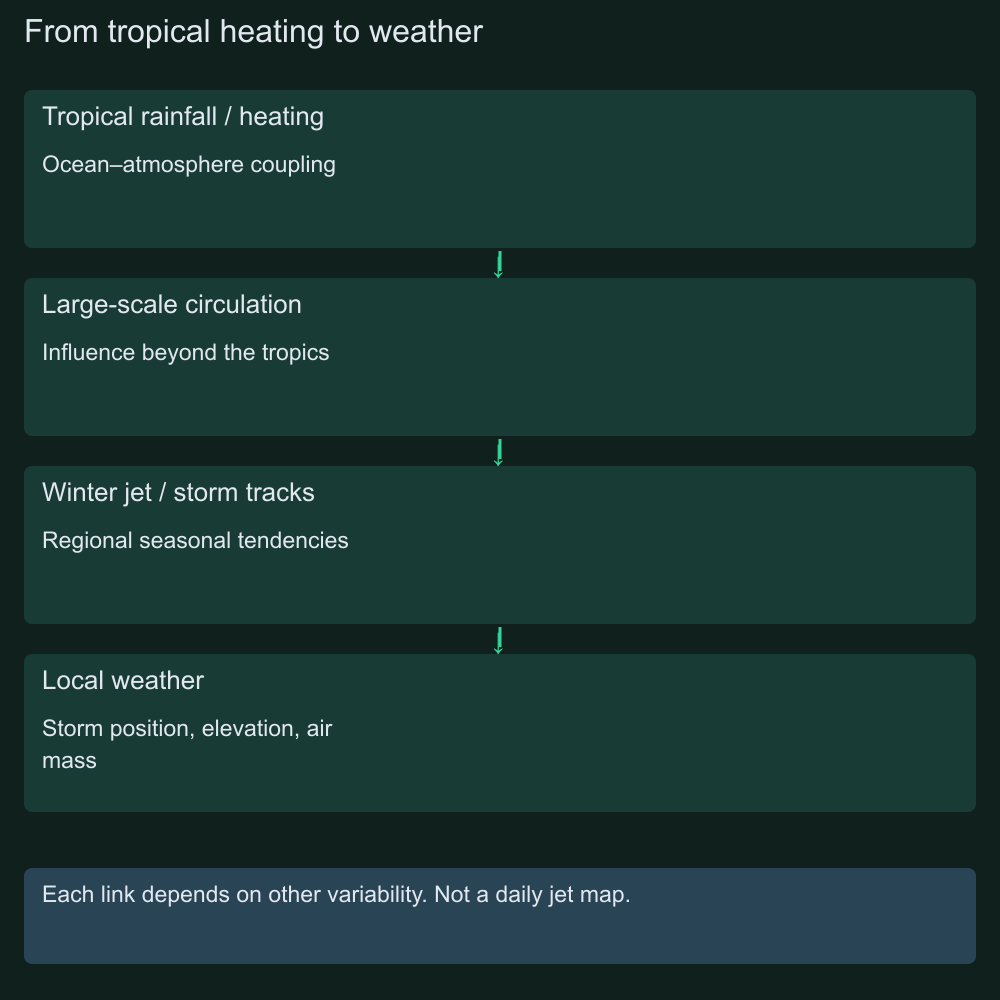 From tropical heating to weather
Tropical rainfall / heating
Ocean–atmosphere coupling
Large-scale circulation
Influence beyond the tropics
Winter jet / storm tracks
Regional seasonal tendencies
Local weather
Storm position, elevation, air
mass
Each link depends on other variability. Not a daily jet map.